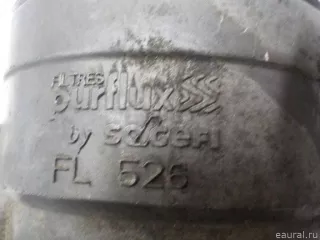 FILTRES
purflux
by SOGEFI
FL 526
eaural.ru